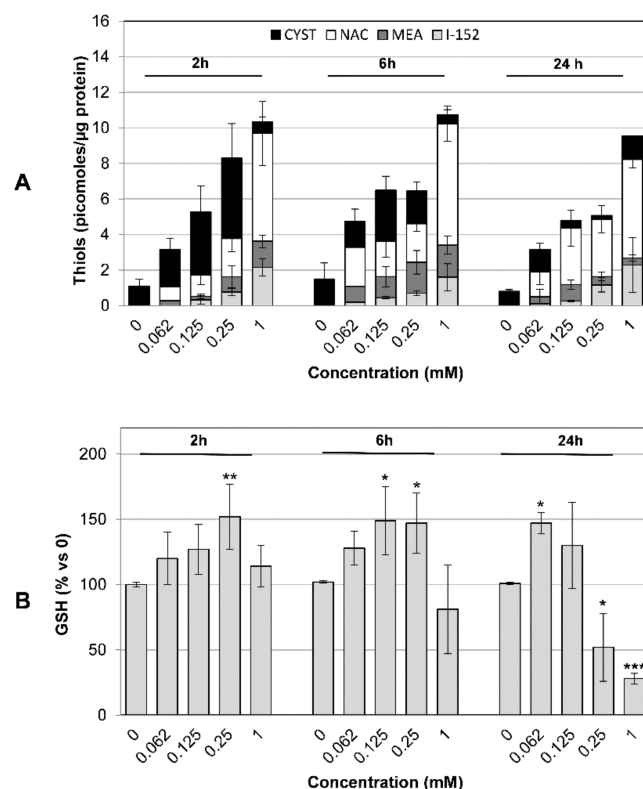 A
Thiols (picomoles/µg protein)
16
14
12
10
8
6
4
2
0
CYST NAC MEA I-152
2h 6h 24 h
0 0.062 0.125 0.25 1 0 0.062 0.125 0.25 1 0 0.062 0.125 0.25 1
Concentration (mM)
B
GSH (% vs 0)
200
150
100
50
0
2h 6h 24h
** * * * * ***
0 0.062 0.125 0.25 1 0 0.062 0.125 0.25 1 0 0.062 0.125 0.25 1
Concentration (mM)